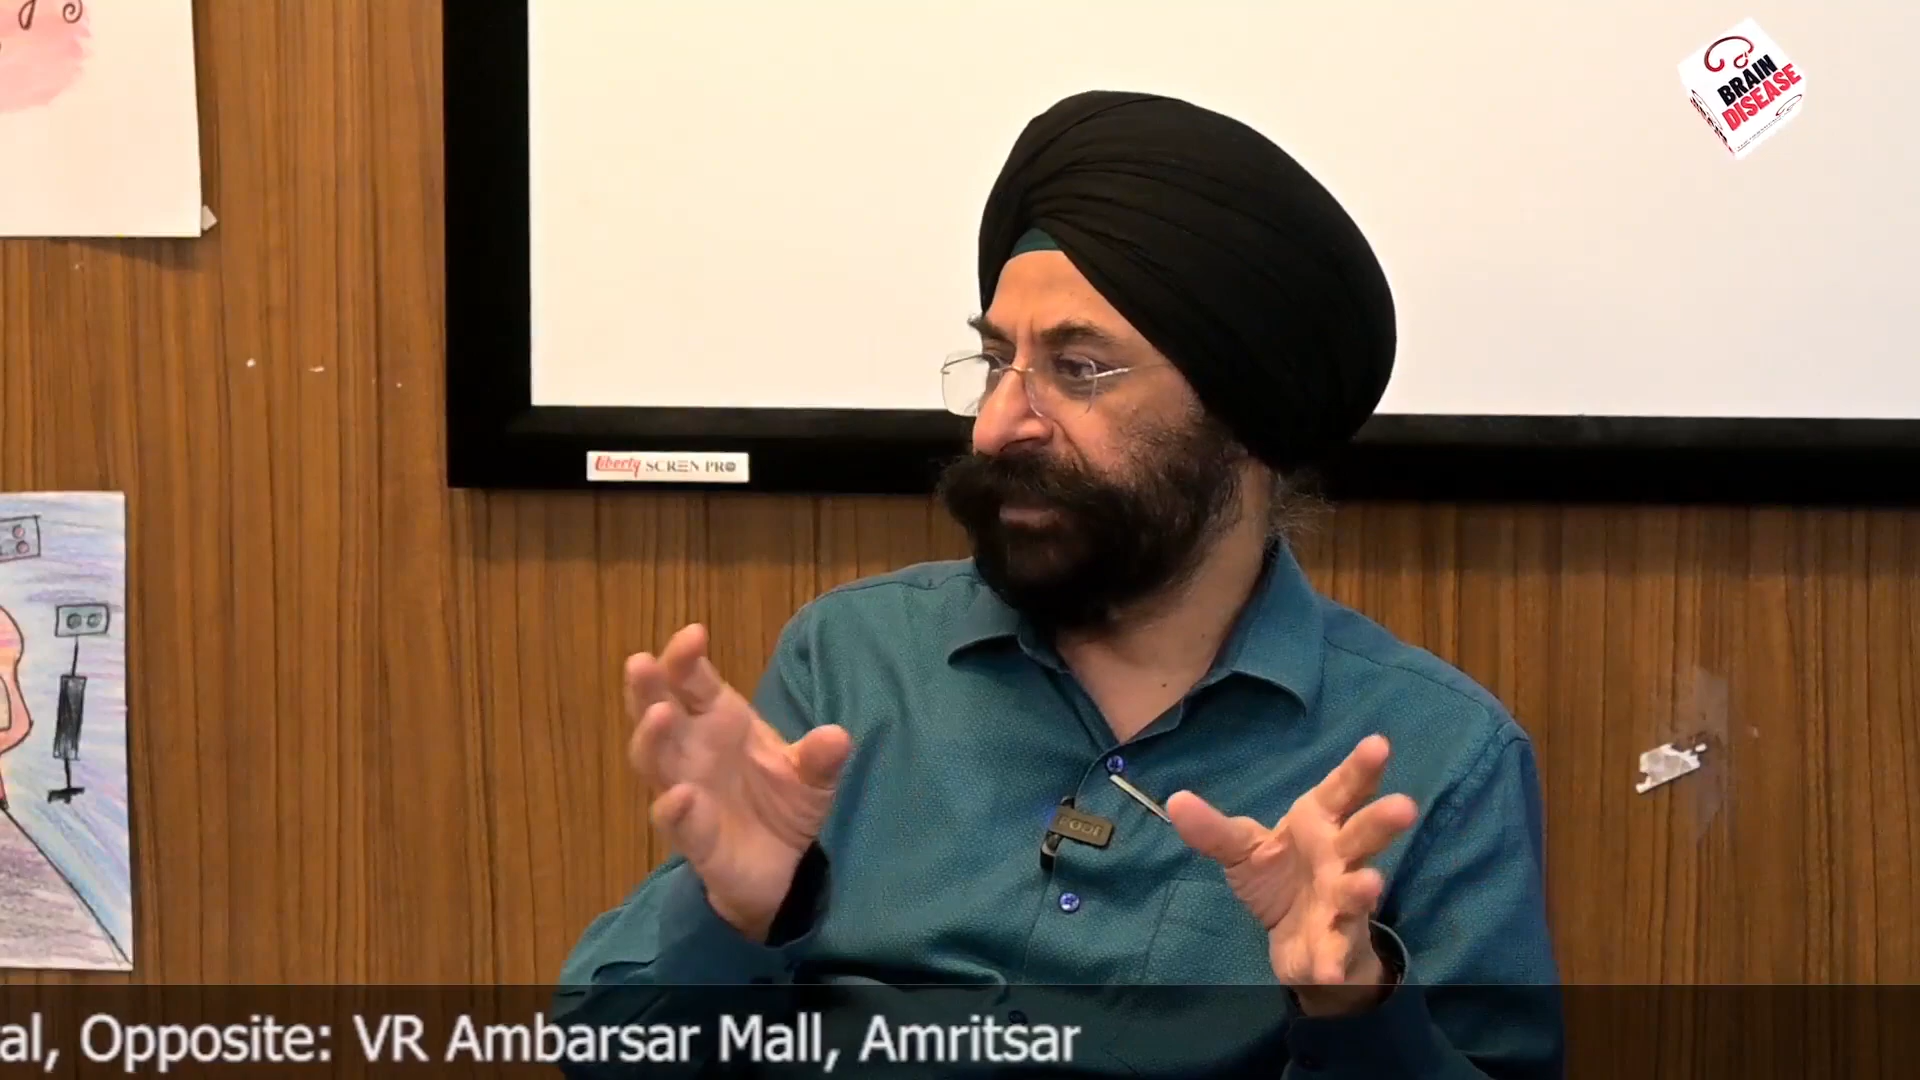 BRAIN
DISEASE
Liberty SCREEN PRO
al, Opposite: VR Ambarsar Mall, Amritsar